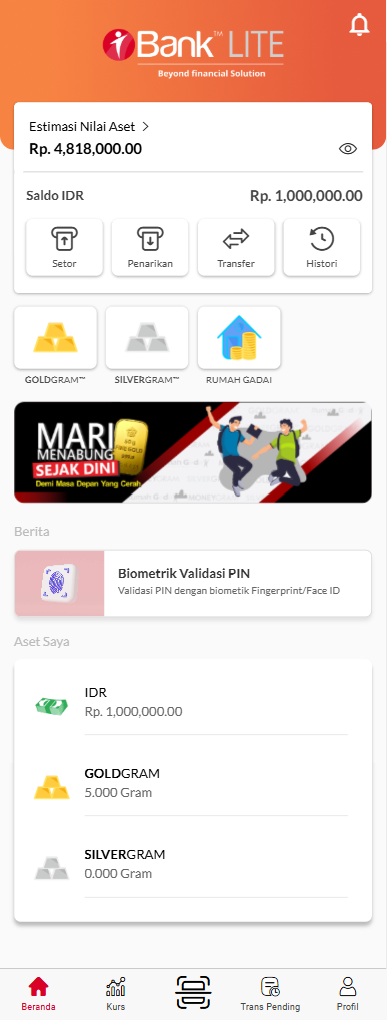 iBank™ LITE
Beyond financial Solution
Estimasi Nilai Aset
Rp. 4,818,000.00
Saldo IDR
Rp. 1,000,000.00
Setor
Penarikan
Transfer
Histori
GOLDGRAM™
SILVERGRAM™
RUMAH GADAI
MARI
MENABUNG
SEJAK DINI
Demi Masa Depan Yang Cerah
Berita
Biometrik Validasi PIN
Validasi PIN dengan biometik Fingerprint/Face ID
Aset Saya
IDR
Rp. 1,000,000.00
GOLDGRAM
5.000 Gram
SILVERGRAM
0.000 Gram
Beranda
Kurs
Trans Pending
Profil